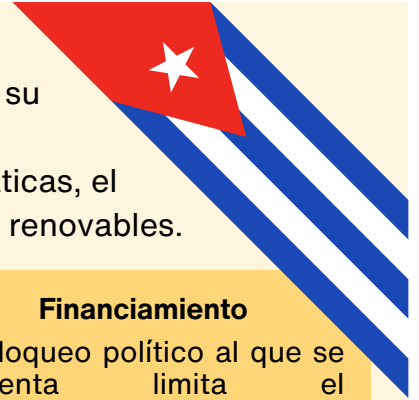 su
ticas, el
renovables.
Financiamiento
loqueo político al que se
enta limita el